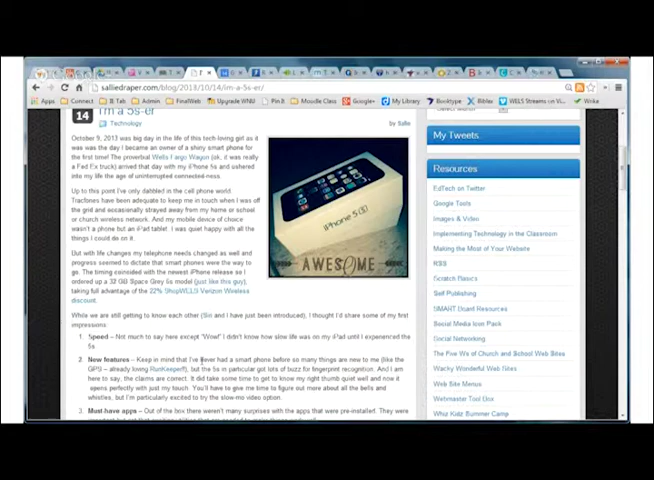 salliedraper.com/blog/2018/10/14/im-a-5s-er/
Apps Connect IE Tab Admin FinalWeb Upgrade WNU Pin It Moodle Class Google+ My Library Booktype Bibles WELS Streams on Vi... Write
14 I'm a 5s-er
Technology by Sallie
October 9, 2013 was big day in the life of this tech-loving girl as it
was was the day I became an owner of a shiny smart phone for
the first time! The proverbial Wells Fargo Wagon (ok, it was really
a Fed Ex truck) arrived that day with my iPhone 5s and ushered
into my life the age of uninterrupted connected-ness.
Up to this point I've only dabbled in the cell phone world.
Tracfones have been adequate to keep me in touch when I was off
the grid and occasionally strayed away from my home or school
or church wireless network. And my mobile device of choice
wasn't a phone but an iPad tablet. I was quiet happy with all the
things I could do on it.
But with life changes my telephone needs changed as well and
progress seemed to dictate that smart phones were the way to
go. The timing coincided with the newest iPhone release so I
ordered up a 32 GB Space Grey 5s model (just like this guy),
taking full advantage of the 22% ShopWELS Verizon Wireless
discount.
While we are still getting to know each other (Siri and I have just been introduced), I thought I'd share some of my first
impressions:
1. Speed – Not much to say here except "Wow!" I didn't know how slow life was on my iPad until I experienced the
5s
2. New features – Keep in mind that I've never had a smart phone before so many things are new to me (like the
GPS – already loving RunKeeper!), but the 5s in particular got lots of buzz for fingerprint recognition. And I am
here to say, the claims are correct. It did take some time to get to know my right thumb quite well and now it
opens perfectly with just my touch. You'll have to give me time to figure out more about all the bells and
whistles, but I'm particularly excited to try the slow-mo video option.
3. Must-have apps – Out of the box there weren't many surprises with the apps that were pre-installed. They were
iPhone 5s
AWESOME
My Tweets
Resources
EdTech on Twitter
Google Tools
Images & Video
Implementing Technology in the Classroom
Making the Most of Your Website
RSS
Scratch Basics
Self Publishing
SMART Board Resources
Social Media Icon Pack
Social Networking
The Five Ws of Church and School Web Sites
Wacky Wonderful Web Sites
Web Site Menus
Webmaster Tool Box
Whiz Kidz Summer Camp